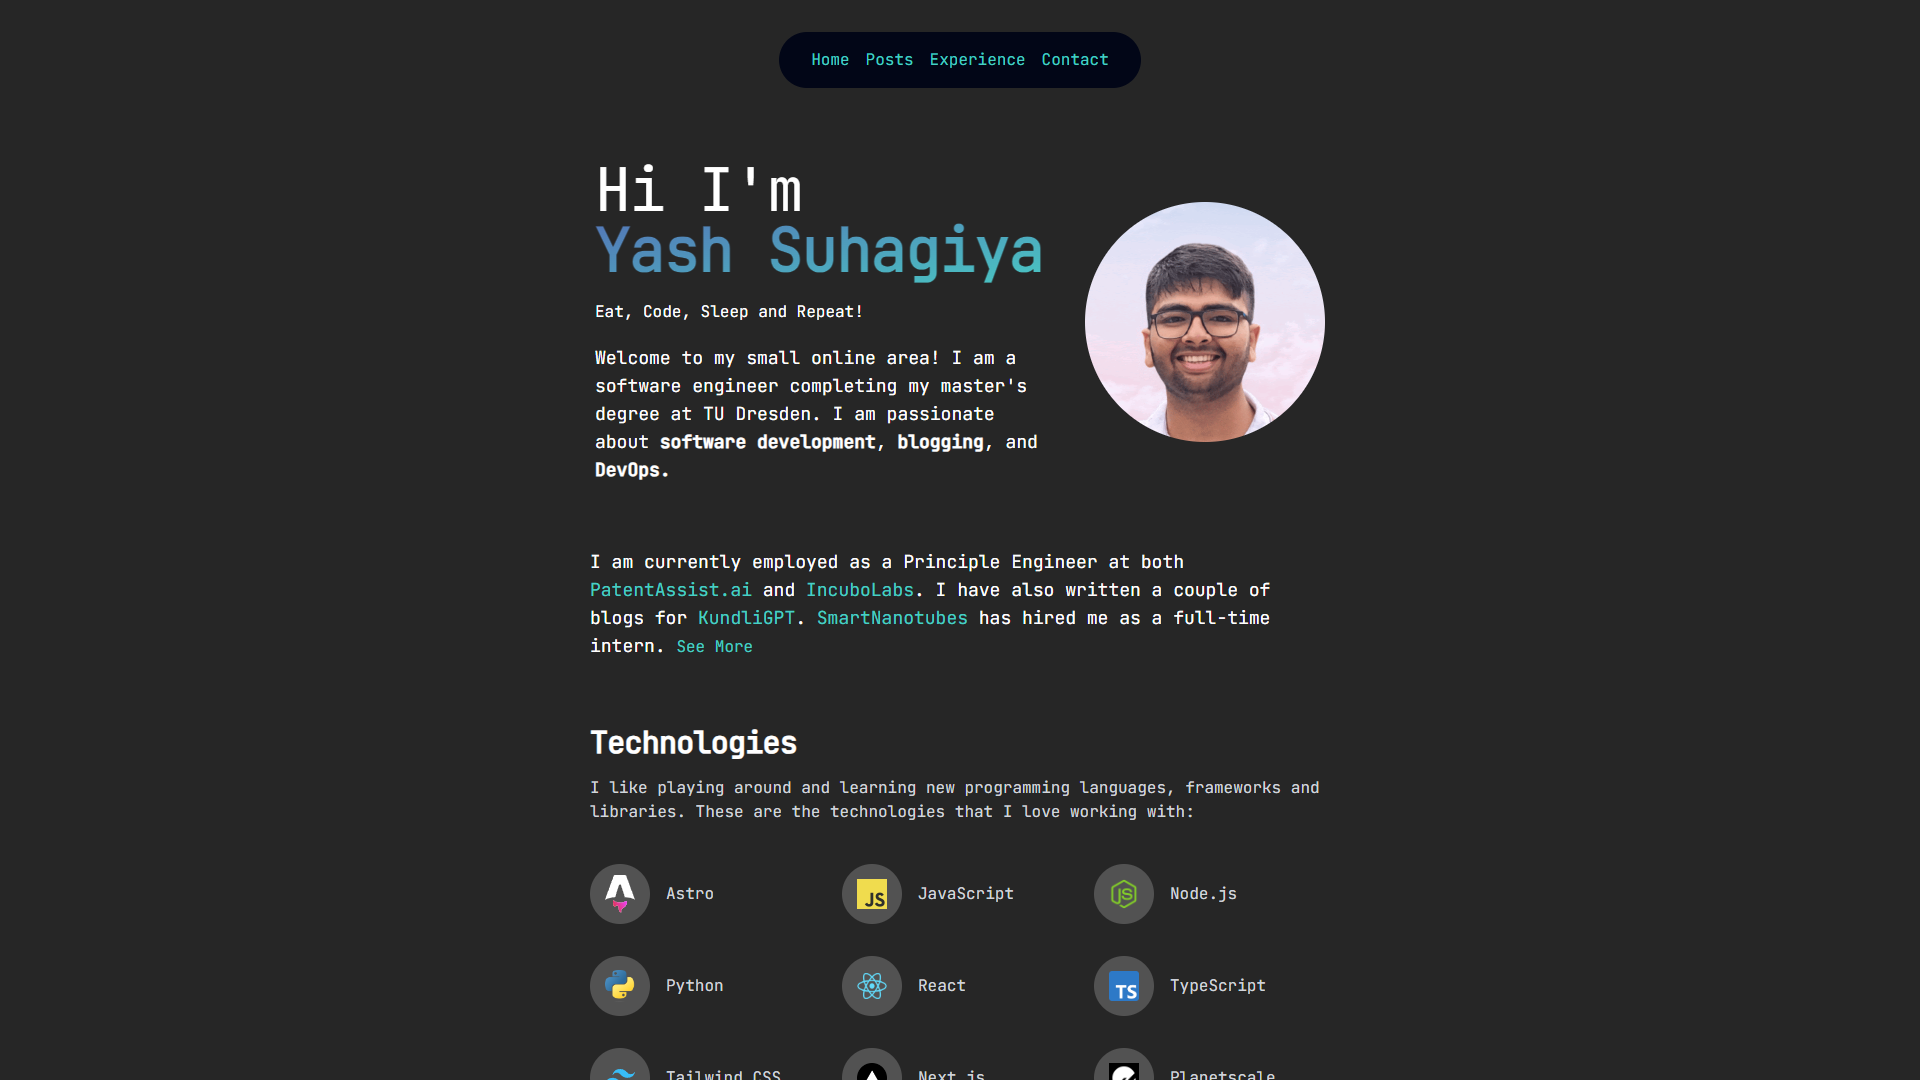 Home Posts Experience Contact
Hi I'm
Yash Suhagiya
Eat, Code, Sleep and Repeat!
Welcome to my small online area! I am a
software engineer completing my master's
degree at TU Dresden. I am passionate
about software development, blogging, and
DevOps.
I am currently employed as a Principle Engineer at both
PatentAssist.ai and IncuboLabs. I have also written a couple of
blogs for KundliGPT. SmartNanotubes has hired me as a full-time
intern. See More
Technologies
I like playing around and learning new programming languages, frameworks and
libraries. These are the technologies that I love working with:
Astro
JS JavaScript
JS Node.js
Python
React
TS TypeScript
Tailwind CSS
Next.js
Planetscale